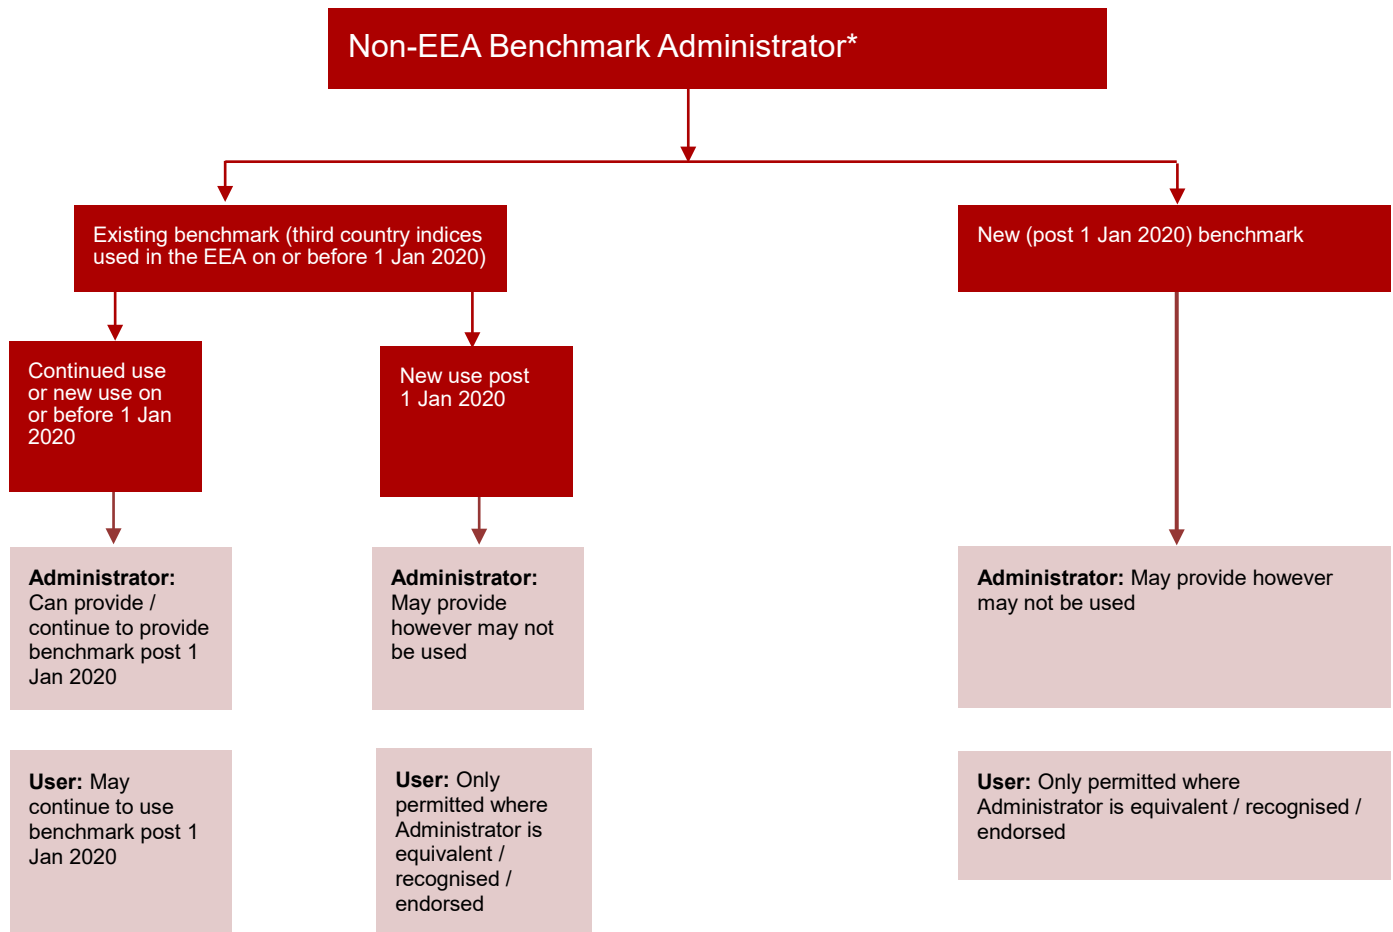 Non-EEA Benchmark Administrator*
Existing benchmark (third country indices
used in the EEA on or before 1 Jan 2020)
New (post 1 Jan 2020) benchmark
Continued use
or new use on
or before 1 Jan
2020
New use post
1 Jan 2020
Administrator:
Can provide /
continue to provide
benchmark post 1
Jan 2020
Administrator:
May provide
however may not
be used
Administrator: May provide however
may not be used
User: May
continue to use
benchmark post 1
Jan 2020
User: Only
permitted where
Administrator is
equivalent /
recognised /
endorsed
User: Only permitted where
Administrator is equivalent / recognised /
endorsed